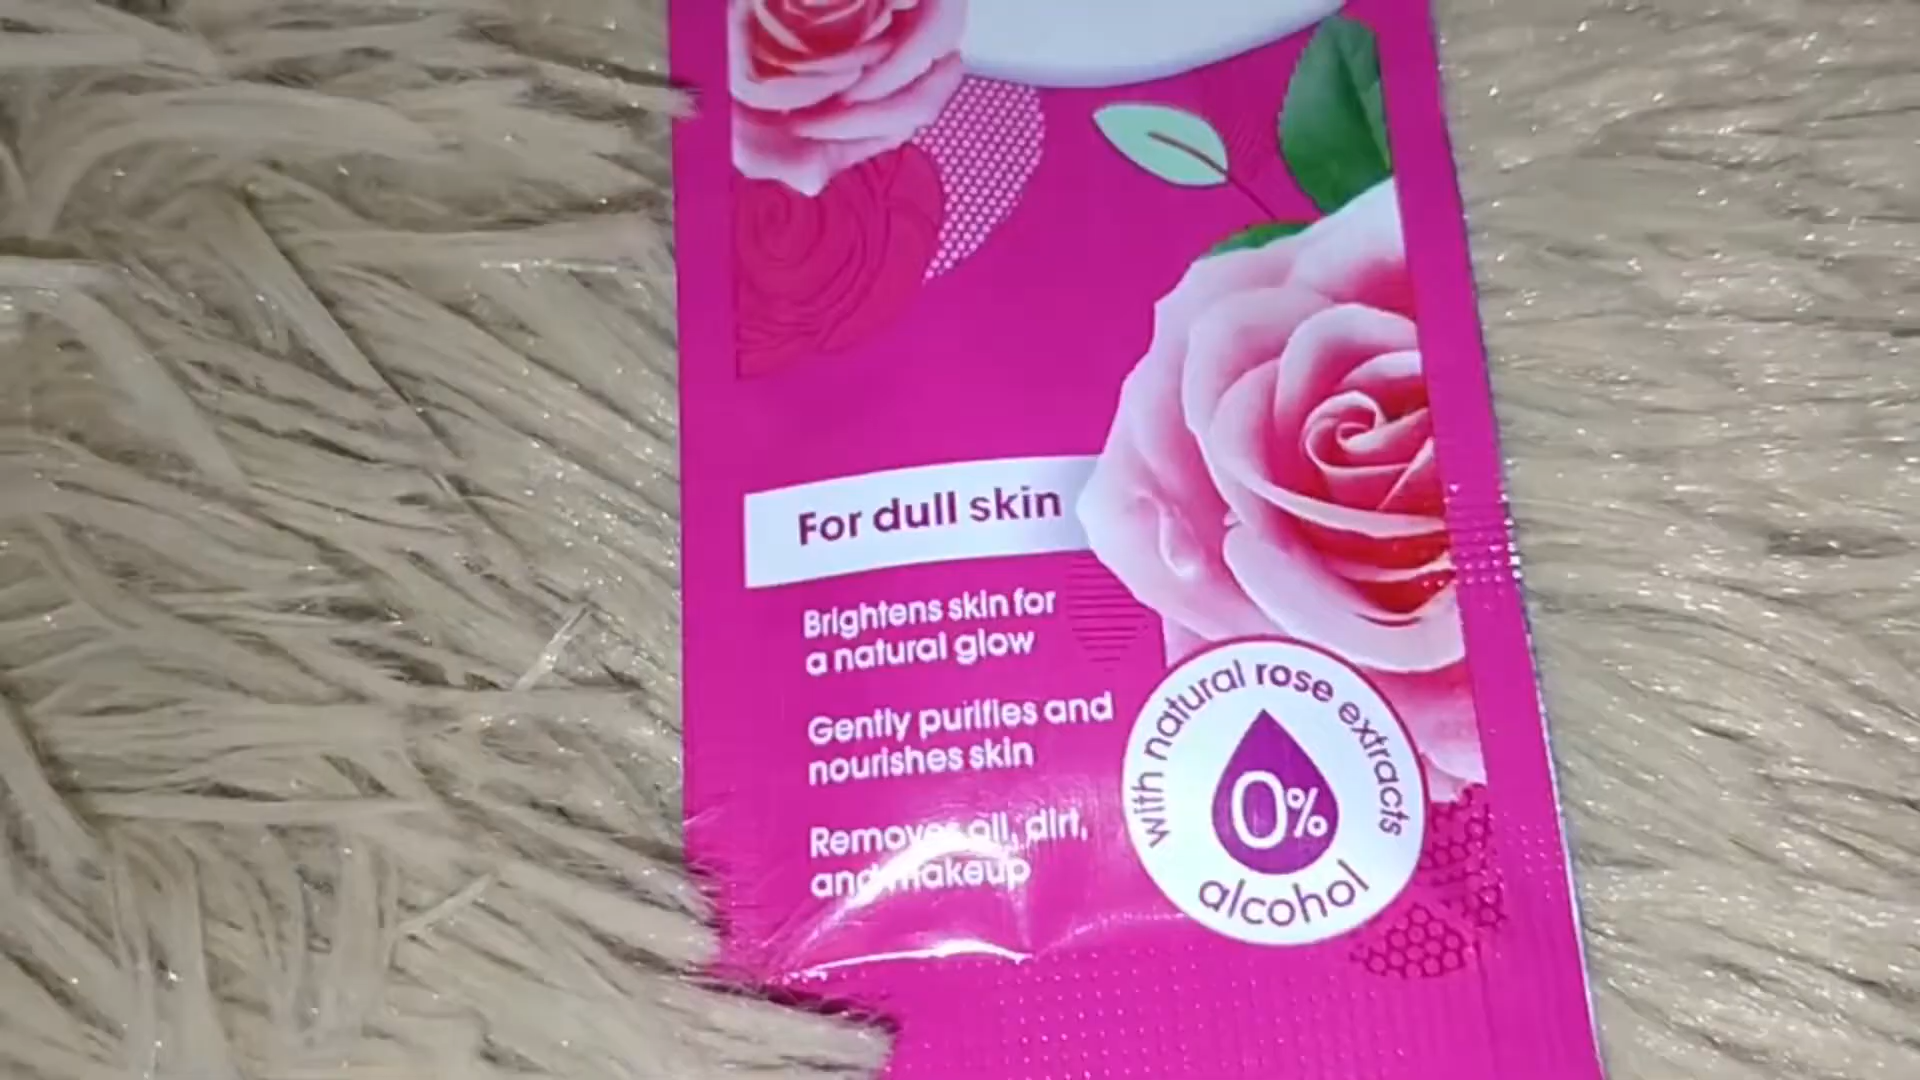 For dull skin
Brightens skin for
a natural glow
Gently purifies and
nourishes skin
Removes oil, dirt,
and makeup
with natural rose extracts
0%
alcohol